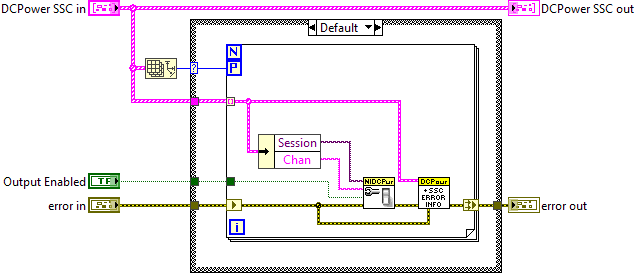 DCPower SSC in
DCPower SSC out
Default
N
P
?
Session
Chan
NIDCPwr
DCPowr
+SSC
ERROR
INFO
Output Enabled
TF
error in
error out
i